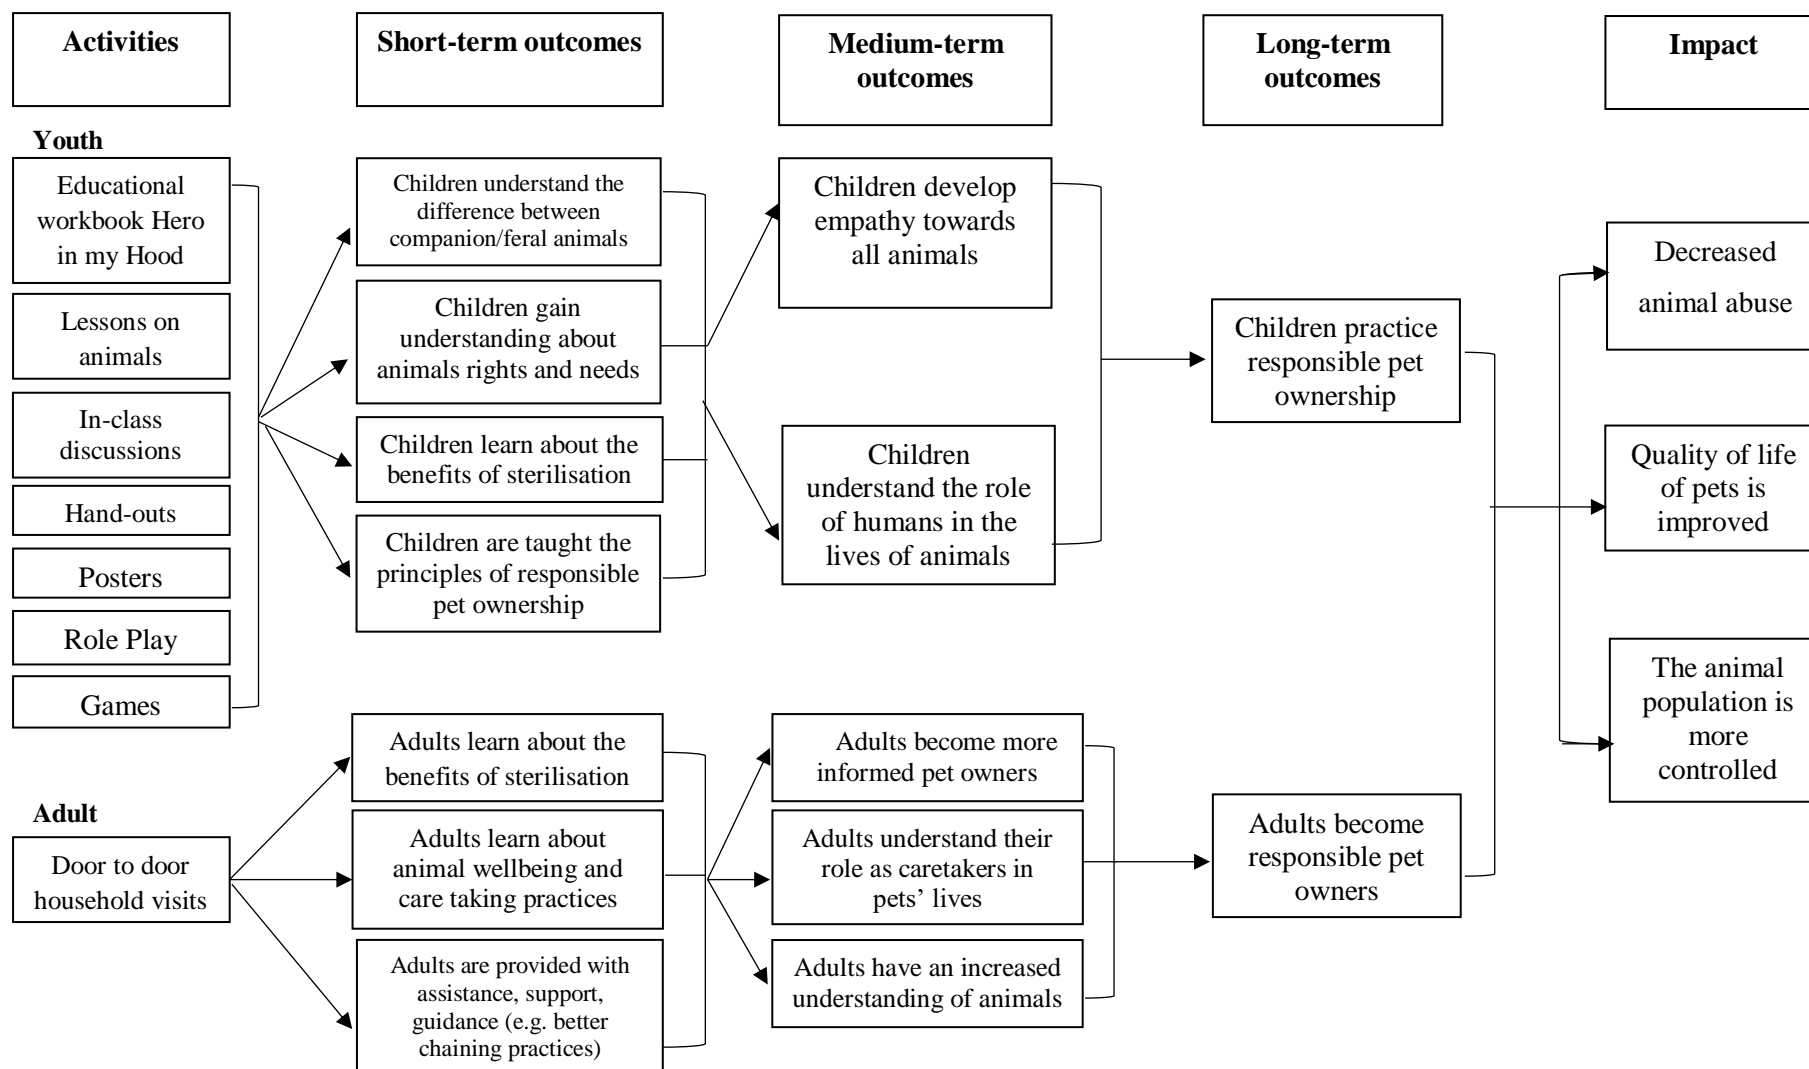 Activities
Short-term outcomes
Medium-term
outcomes
Long-term
outcomes
Impact
Youth
Educational
workbook Hero
in my Hood
Lessons on
animals
In-class
discussions
Hand-outs
Posters
Role Play
Games
Children understand the
difference between
companion/feral animals
Children gain
understanding about
animals rights and needs
Children learn about the
benefits of sterilisation
Children are taught the
principles of responsible
pet ownership
Children develop
empathy towards
all animals
Children
understand the role
of humans in the
lives of animals
Children practice
responsible pet
ownership
Decreased
animal abuse
Quality of life
of pets is
improved
The animal
population is
more
controlled
Adult
Door to door
household visits
Adults learn about the
benefits of sterilisation
Adults learn about
animal wellbeing and
care taking practices
Adults are provided with
assistance, support,
guidance (e.g. better
chaining practices)
Adults become more
informed pet owners
Adults understand their
role as caretakers in
pets’ lives
Adults have an increased
understanding of animals
Adults become
responsible pet
owners